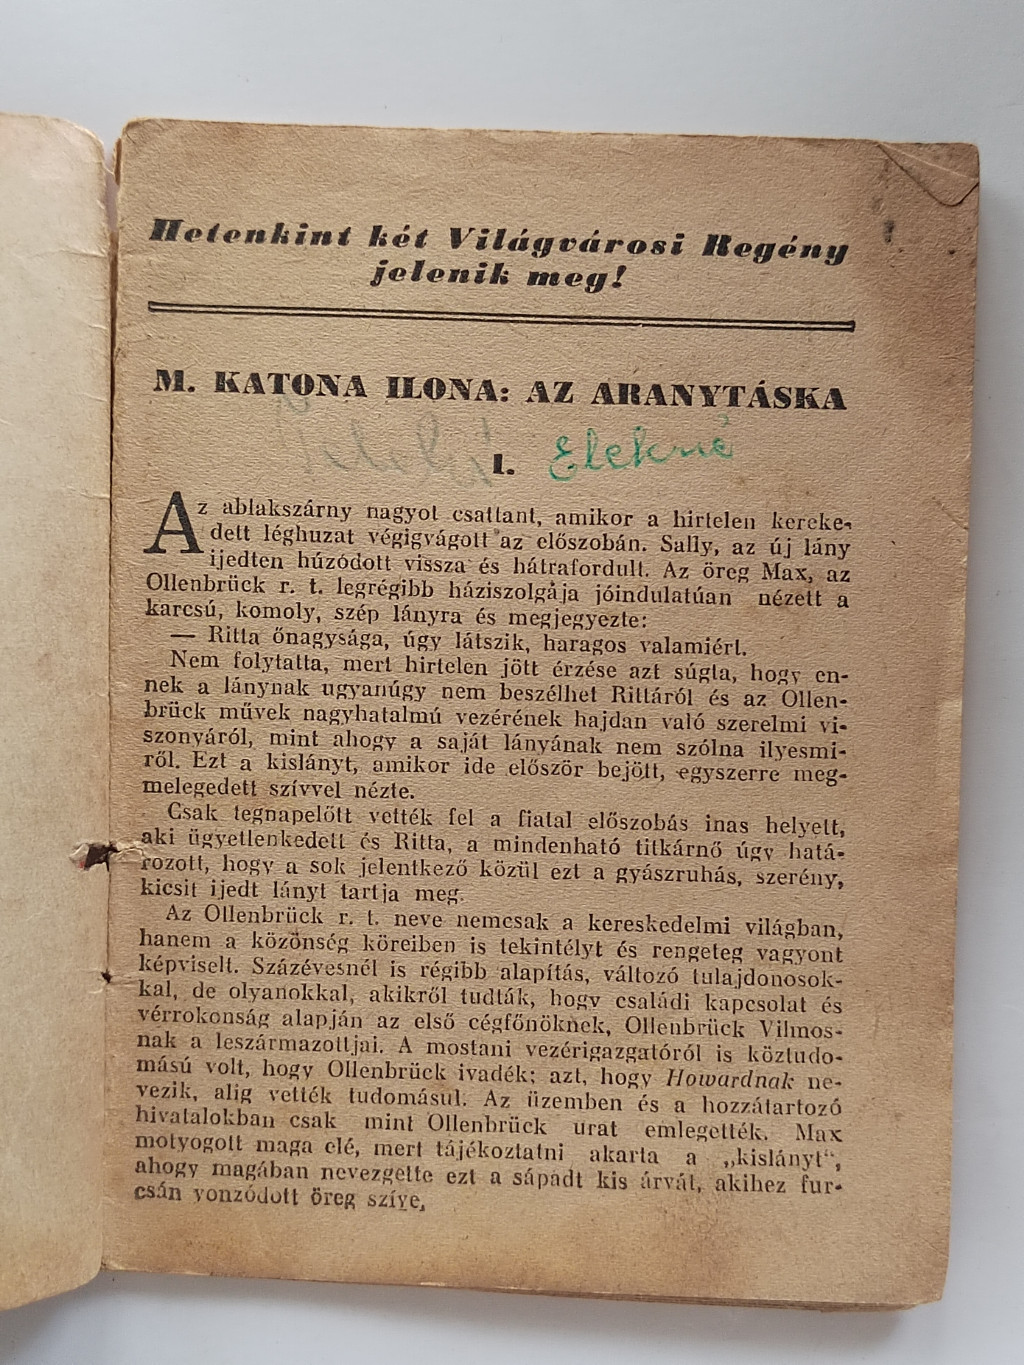 Hetenkint két Világvárosi Regény
jelenik meg!
M. KATONA ILONA: AZ ARANYTÁSKA
I. Elekné
Az ablakszárny nagyot csattant, amikor a hirtelen kereke-
dett léghuzat végigvágott az előszobán. Sally, az új lány
ijedten húzódott vissza és hátrafordult. Az öreg Max, az
Ollenbrück r. t. legrégibb háziszolgája jóindulatúan nézett a
karcsú, komoly, szép lányra és megjegyezte:
— Ritta őnagysága, úgy látszik, haragos valamiért.
Nem folytatta, mert hirtelen jött érzése azt súgta, hogy en-
nek a lánynak ugyanúgy nem beszélhet Rittáról és az Ollen-
brück művek nagyhatalmú vezérének hajdan való szerelmi vi-
szonyáról, mint ahogy a saját lányának nem szólna ilyesmi-
ről. Ezt a kislányt, amikor ide először bejött, egyszerre meg-
melegedett szívvel nézte.
Csak tegnapelőtt vették fel a fiatal előszobás inas helyett,
aki ügyetlenkedett és Ritta, a mindenható titkárnő úgy hatá-
rozott, hogy a sok jelentkező közül ezt a gyászruhás, szerény,
kicsit ijedt lányt tartja meg.
Az Ollenbrück r. t. neve nemcsak a kereskedelmi világban,
hanem a közönség köreiben is tekintélyt és rengeteg vagyont
képviselt. Százévesnél is régibb alapítás, változó tulajdonosok-
kal, de olyanokkal, akikről tudták, hogy családi kapcsolat és
vérrokonság alapján az első cégfőnöknek, Ollenbrück Vilmos-
nak a leszármazottjai. A mostani vezérigazgatóról is köztudo-
mású volt, hogy Ollenbrück ivadék; azt, hogy Howardnak ne-
vezik, alig vették tudomásul. Az üzemben és a hozzátartozó
hivatalokban csak mint Ollenbrück urat emlegették. Max
motyogott maga elé, mert tájékoztatni akarta a „kislányt“,
ahogy magában nevezgette ezt a sápadt kis árvát, akihez fur-
csán vonzódott öreg szíve,